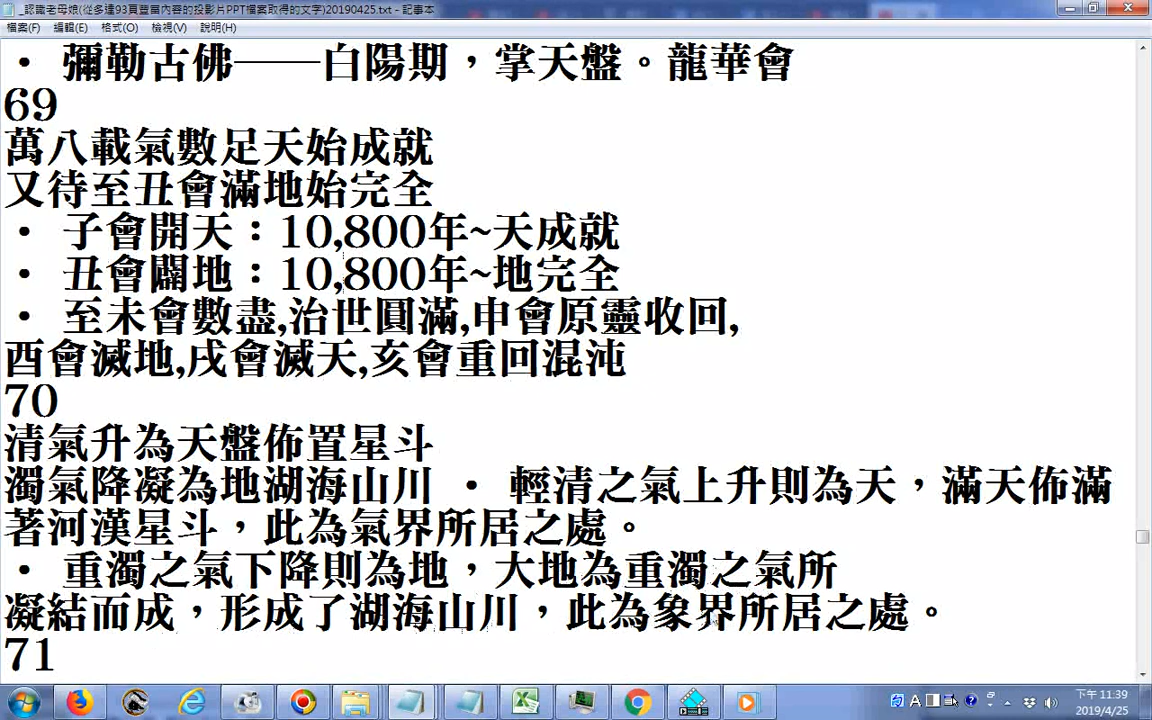 _認識老母娘(從多達93頁豐富內容的投影片PPT檔案取得的文字)20190425.txt - 記事本
檔案(F) 編輯(E) 格式(O) 檢視(V) 說明(H)
• 彌勒古佛──白陽期，掌天盤。龍華會
69
萬八載氣數足天始成就
又待至丑會滿地始完全
• 子會開天：10,800年~天成就
• 丑會闢地：10,800年~地完全
• 至未會數盡,治世圓滿,申會原靈收回,
酉會滅地,戌會滅天,亥會重回混沌
70
清氣升為天盤佈置星斗
濁氣降凝為地湖海山川 • 輕清之氣上升則為天，滿天佈滿
著河漢星斗，此為氣界所居之處。
• 重濁之氣下降則為地，大地為重濁之氣所
凝結而成，形成了湖海山川，此為象界所居之處。
71
下午 11:39
2019/4/25